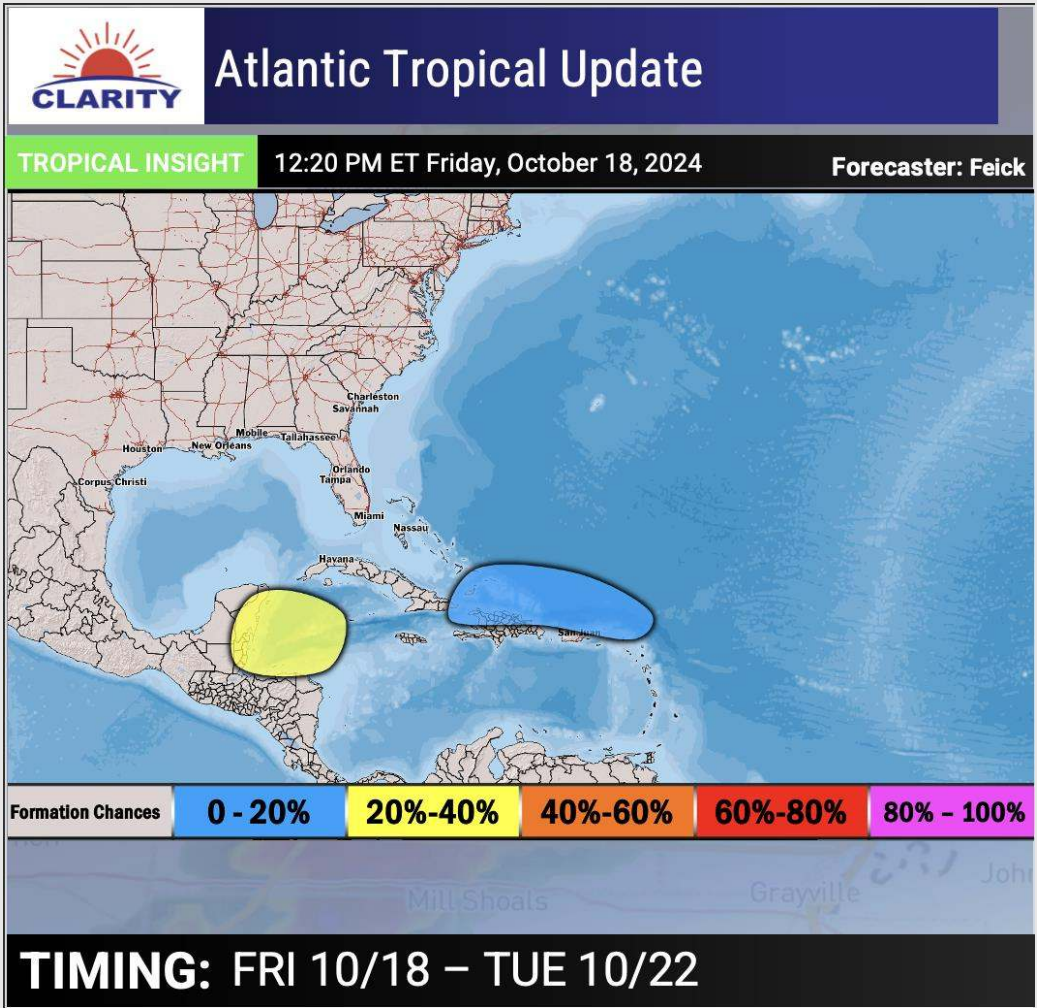 CLARITY
Atlantic Tropical Update
TROPICAL INSIGHT
12:20 PM ET Friday, October 18, 2024
Forecaster: Feick
Charleston
Savannah
Mobile
Tallahassee
New Orleans
Houston
Orlando
Tampa
Corpus Christi
Miami
Nassau
Havana
San Juan
Formation Chances
0 - 20%
20%-40%
40%-60%
60%-80%
80% – 100%
Mill Shoals
Grayville
John
TIMING: FRI 10/18 – TUE 10/22